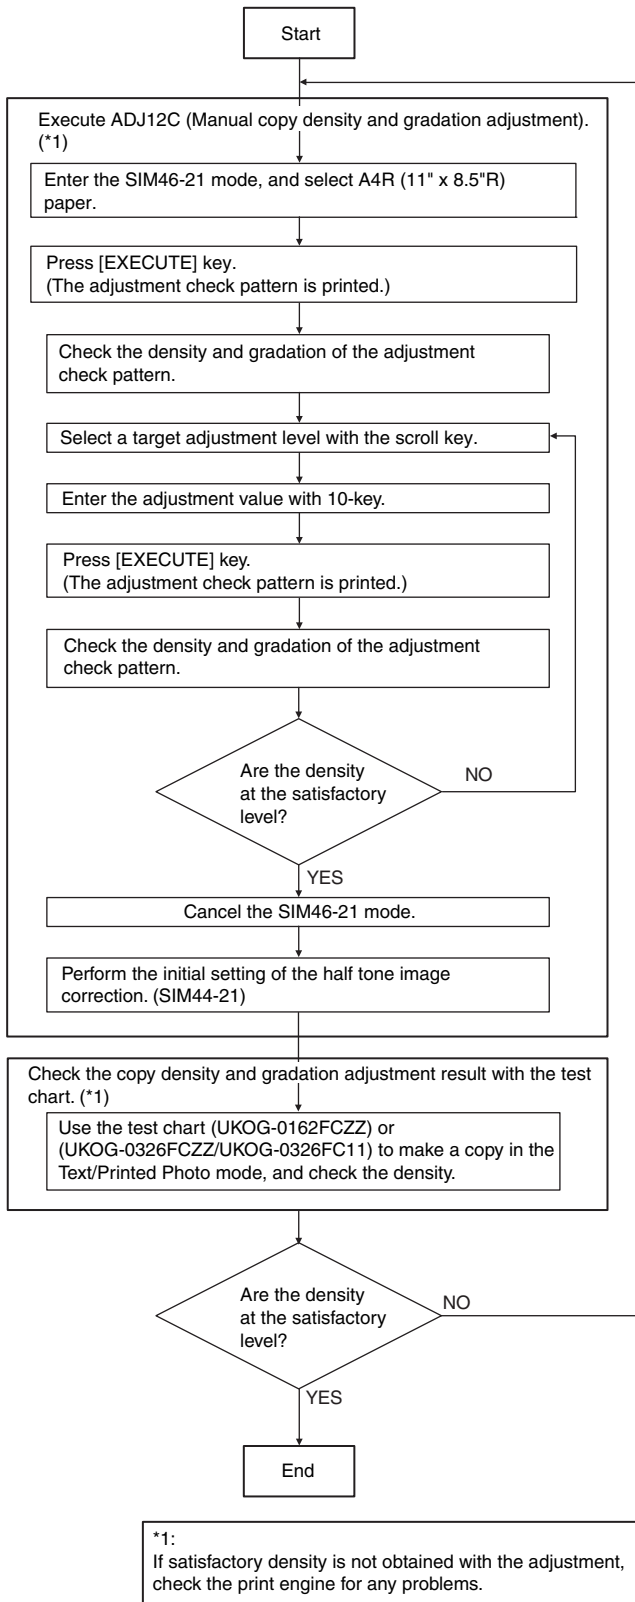 Start
Execute ADJ12C (Manual copy density and gradation adjustment).
(*1)
Enter the SIM46-21 mode, and select A4R (11" x 8.5"R)
paper.
Press [EXECUTE] key.
(The adjustment check pattern is printed.)
Check the density and gradation of the adjustment
check pattern.
Select a target adjustment level with the scroll key.
Enter the adjustment value with 10-key.
Press [EXECUTE] key.
(The adjustment check pattern is printed.)
Check the density and gradation of the adjustment
check pattern.
Are the density
at the satisfactory
level?
NO
YES
Cancel the SIM46-21 mode.
Perform the initial setting of the half tone image
correction. (SIM44-21)
Check the copy density and gradation adjustment result with the test
chart. (*1)
Use the test chart (UKOG-0162FCZZ) or
(UKOG-0326FCZZ/UKOG-0326FC11) to make a copy in the
Text/Printed Photo mode, and check the density.
Are the density
at the satisfactory
level?
NO
YES
End
*1:
If satisfactory density is not obtained with the adjustment,
check the print engine for any problems.